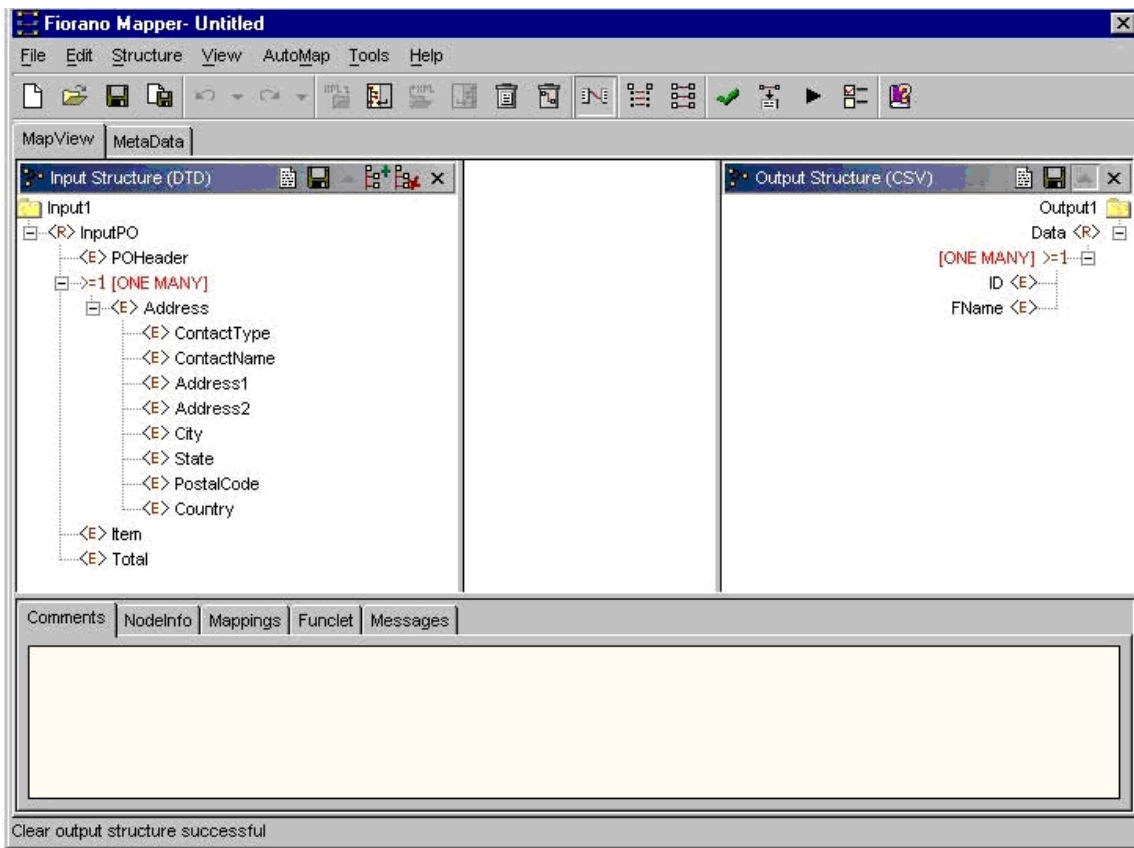 Fiorano Mapper- Untitled
File Edit Structure View AutoMap Tools Help
MapView MetaData
Input Structure (DTD)
Input1
<R> InputPO
<E> POHeader
>=1 [ONE MANY]
<E> Address
<E> ContactType
<E> ContactName
<E> Address1
<E> Address2
<E> City
<E> State
<E> PostalCode
<E> Country
<E> Item
<E> Total
Output Structure (CSV)
Output1
Data <R>
[ONE MANY] >=1
ID <E>
FName <E>
Comments NodeInfo Mappings Funclet Messages
Clear output structure successful